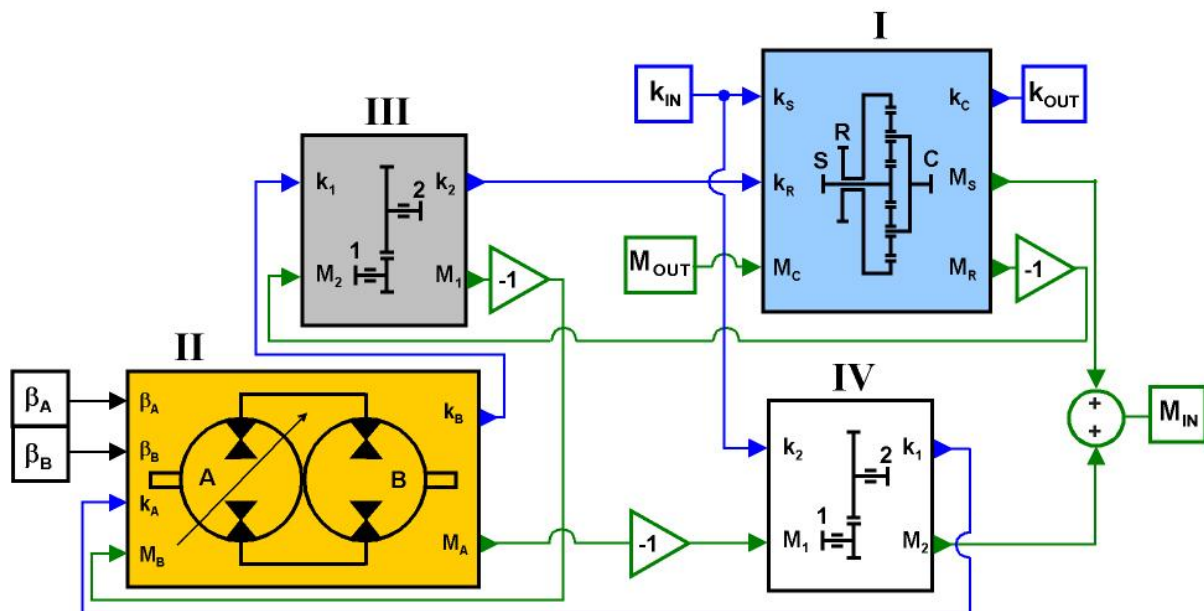 I
k_IN
k_S
k_C
k_OUT
III
R
S
C
k_1
k_2
k_R
M_S
2
1
M_2
M_1
-1
M_OUT
M_C
M_R
-1
II
IV
β_A
β_A
k_B
β_B
β_B
k_2
k_1
2
+
+
M_IN
A
B
k_A
1
M_B
M_A
-1
M_1
M_2